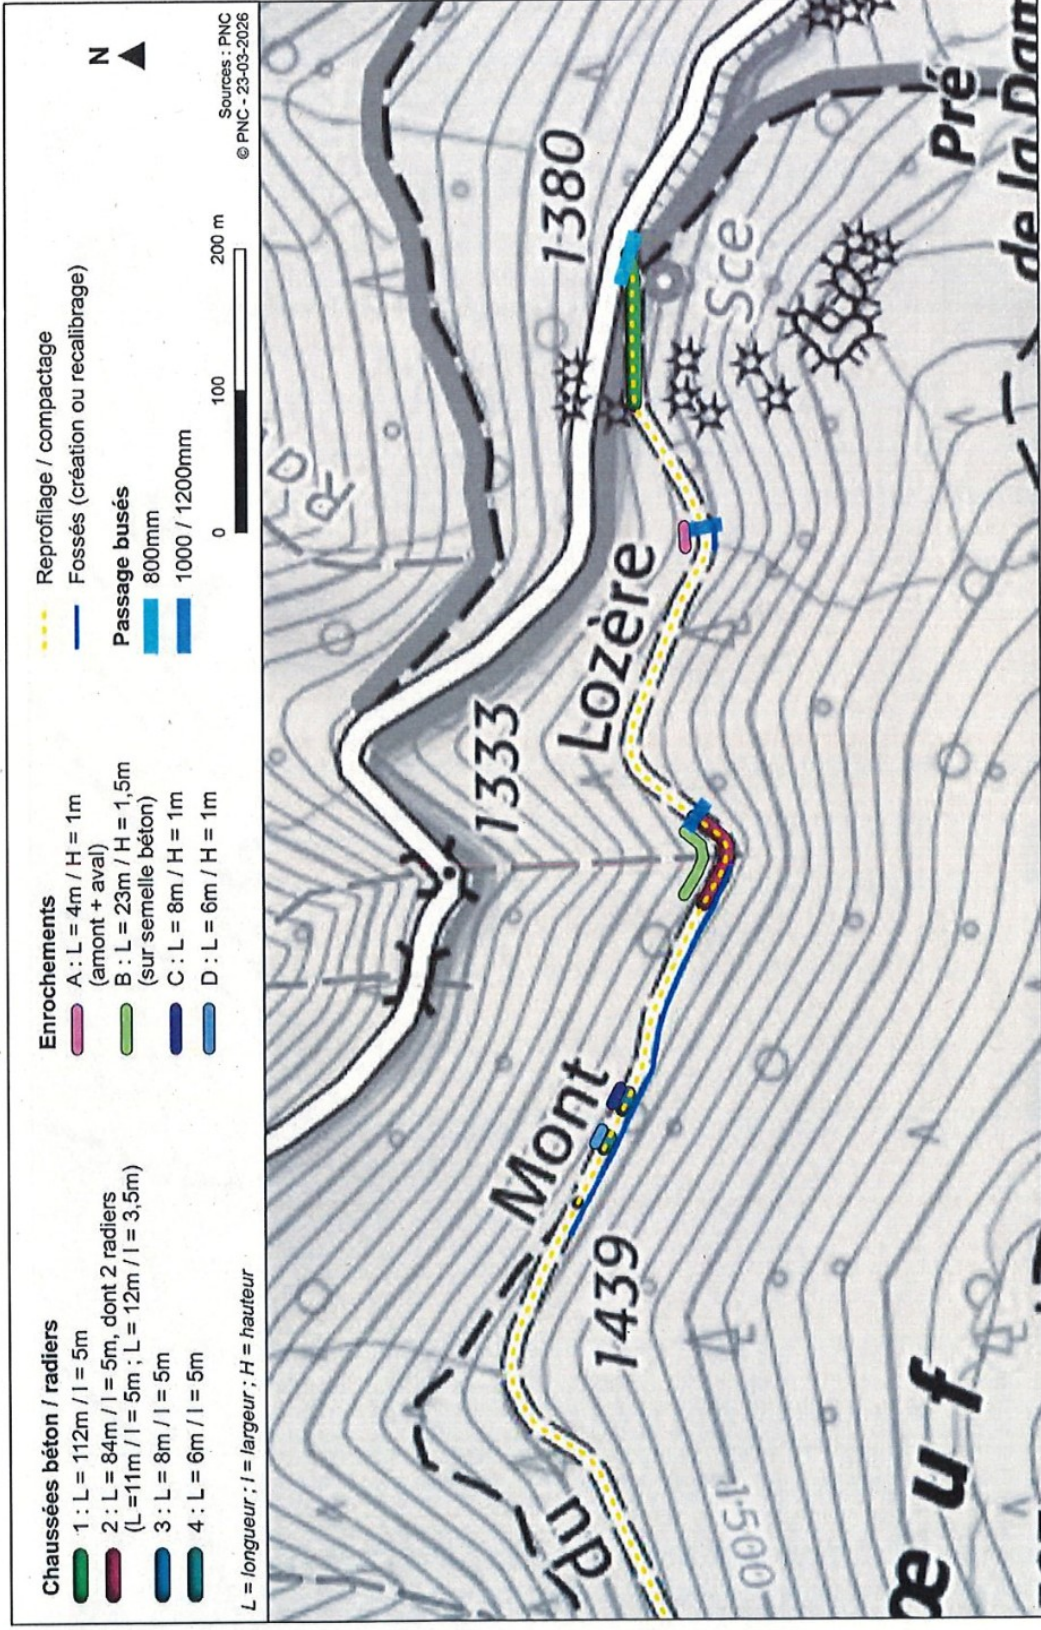 Chaussées béton / radiers
1 : L = 112m / l = 5m
2 : L = 84m / l = 5m, dont 2 radiers
(L =11m / l = 5m ; L = 12m / l = 3,5m)
3 : L = 8m / l = 5m
4 : L = 6m / l = 5m
L = longueur ; l = largeur ; H = hauteur
Enrochements
A : L = 4m / H = 1m
(amont + aval)
B : L = 23m / H = 1,5m
(sur semelle béton)
C : L = 8m / H = 1m
D : L = 6m / H = 1m
Reprofilage / compactage
Fossés (création ou recalibrage)
Passage busés
800mm
1000 / 1200mm
0 100 200 m
N
Sources : PNC
© PNC - 23-03-2026
1333
1380
Sce
Pré
de la Dam
du Mont Lozère
1439
1500
œuf